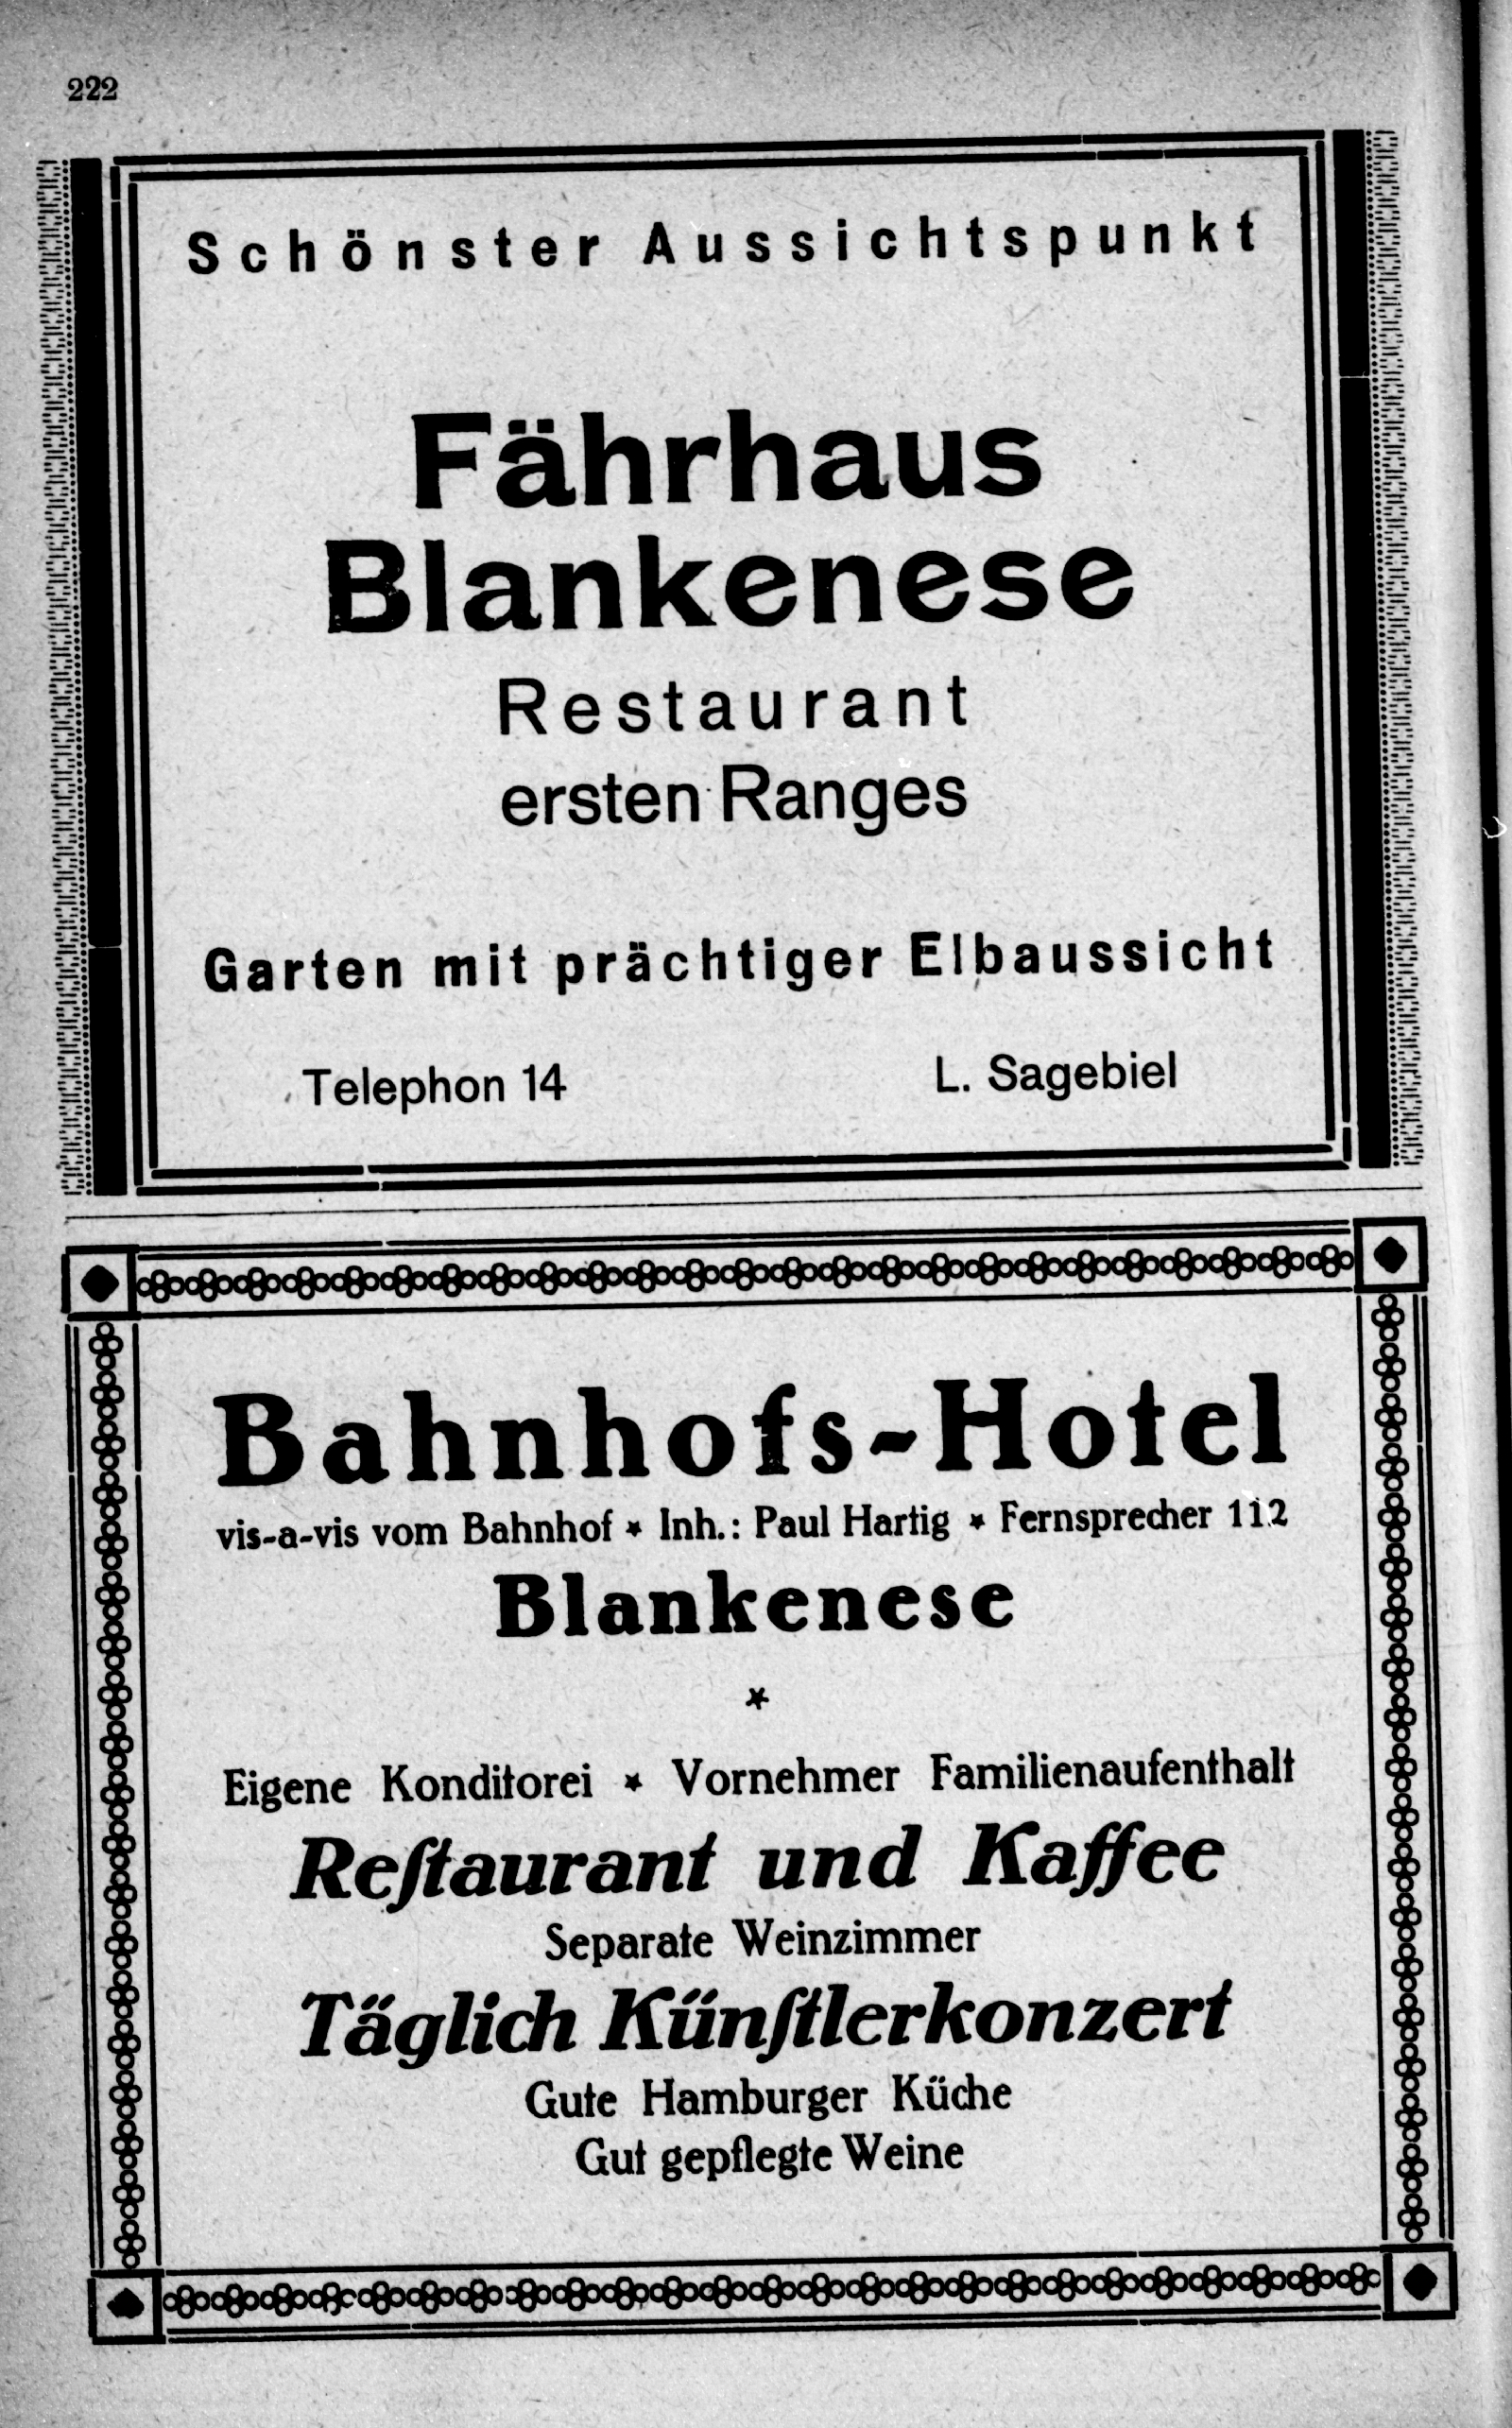 222
Schönster Aussichtspunkt
Fährhaus
Blankenese
Restaurant
ersten Ranges
Garten mit prächtiger Elbaussicht
Telephon 14 L. Sagebiel
Bahnhofs-Hotel
vis-a-vis vom Bahnhof * Inh.: Paul Hartig * Fernsprecher 112
Blankenese
*
Eigene Konditorei * Vornehmer Familienaufenthalt
Reſtaurant und Kaffee
Separate Weinzimmer
Täglich Künſtlerkonzert
Gute Hamburger Küche
Gut gepflegte Weine